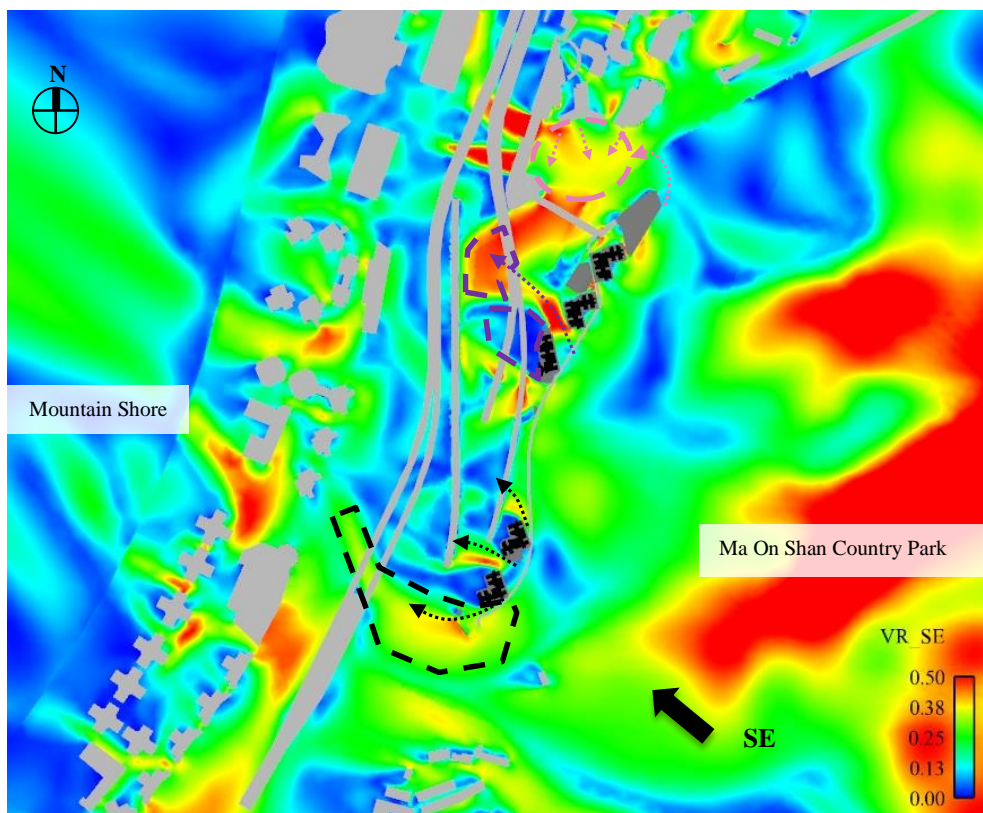 N
Mountain Shore
Ma On Shan Country Park
VR_SE
0.50
0.38
0.25
0.13
0.00
SE